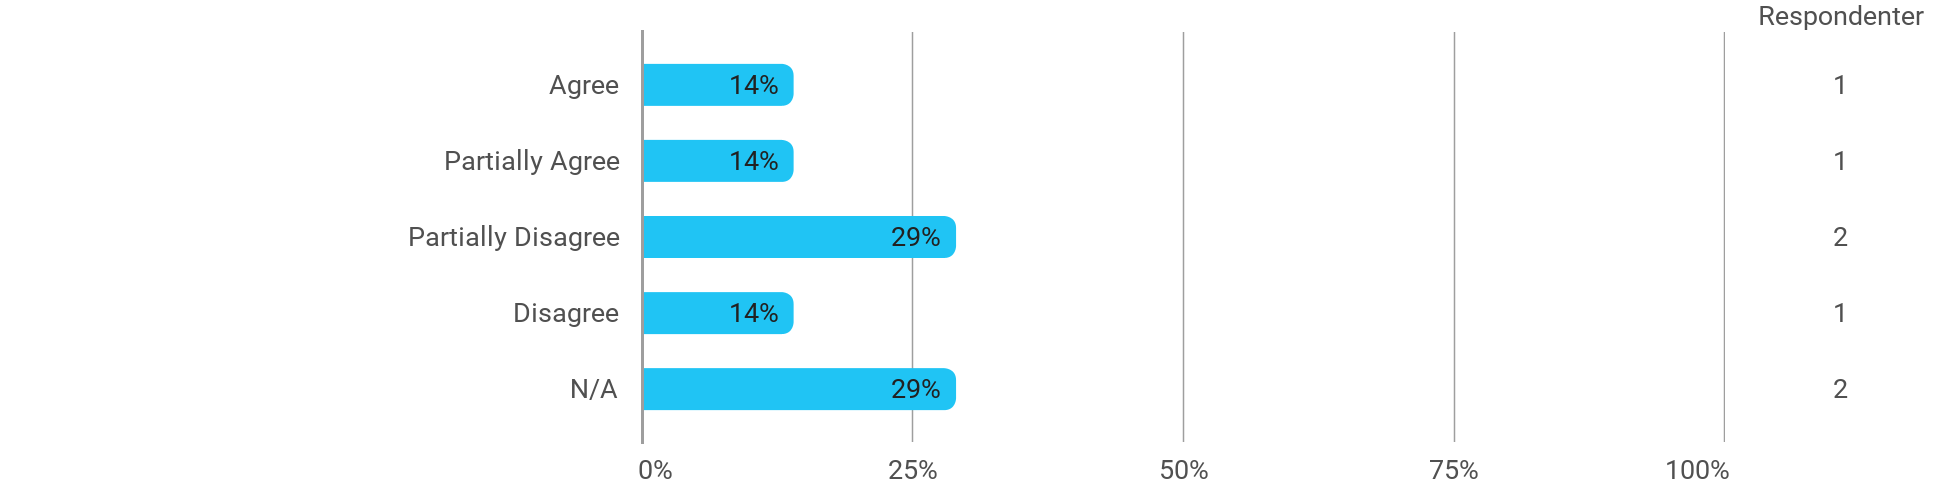 Respondenter
Agree 14% 1
Partially Agree 14% 1
Partially Disagree 29% 2
Disagree 14% 1
N/A 29% 2
0% 25% 50% 75% 100%